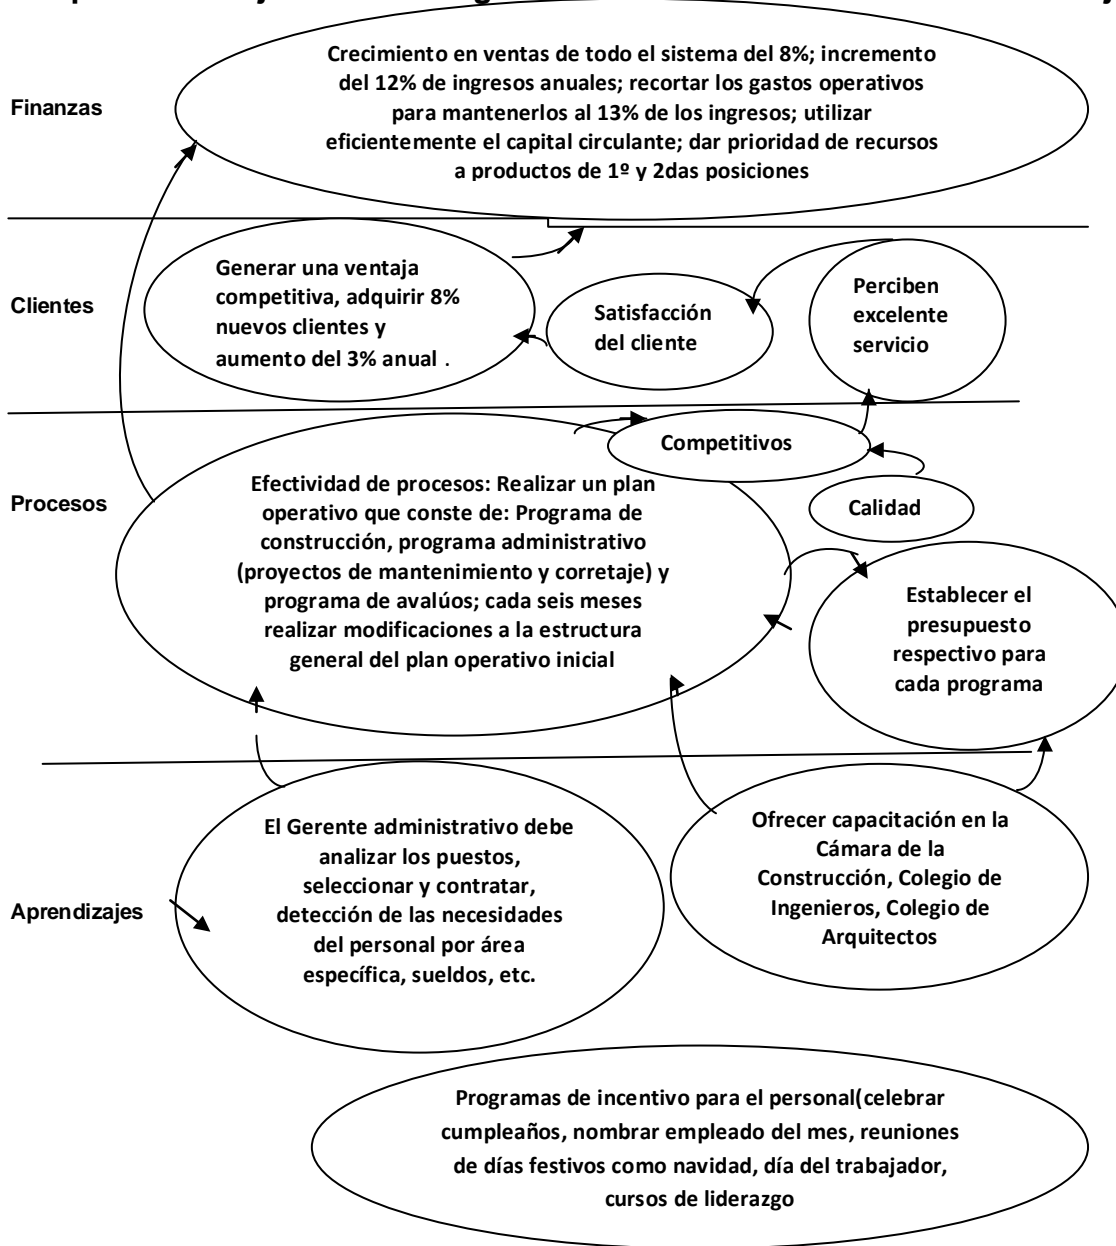 Finanzas
Crecimiento en ventas de todo el sistema del 8%; incremento
del 12% de ingresos anuales; recortar los gastos operativos
para mantenerlos al 13% de los ingresos; utilizar
eficientemente el capital circulante; dar prioridad de recursos
a productos de 1º y 2das posiciones
Clientes
Generar una ventaja
competitiva, adquirir 8%
nuevos clientes y
aumento del 3% anual .
Satisfacción
del cliente
Perciben
excelente
servicio
Procesos
Competitivos
Calidad
Efectividad de procesos: Realizar un plan
operativo que conste de: Programa de
construcción, programa administrativo
(proyectos de mantenimiento y corretaje) y
programa de avalúos; cada seis meses
realizar modificaciones a la estructura
general del plan operativo inicial
Establecer el
presupuesto
respectivo para
cada programa
Aprendizajes
El Gerente administrativo debe
analizar los puestos,
seleccionar y contratar,
detección de las necesidades
del personal por área
específica, sueldos, etc.
Ofrecer capacitación en la
Cámara de la
Construcción, Colegio de
Ingenieros, Colegio de
Arquitectos
Programas de incentivo para el personal(celebrar
cumpleaños, nombrar empleado del mes, reuniones
de días festivos como navidad, día del trabajador,
cursos de liderazgo